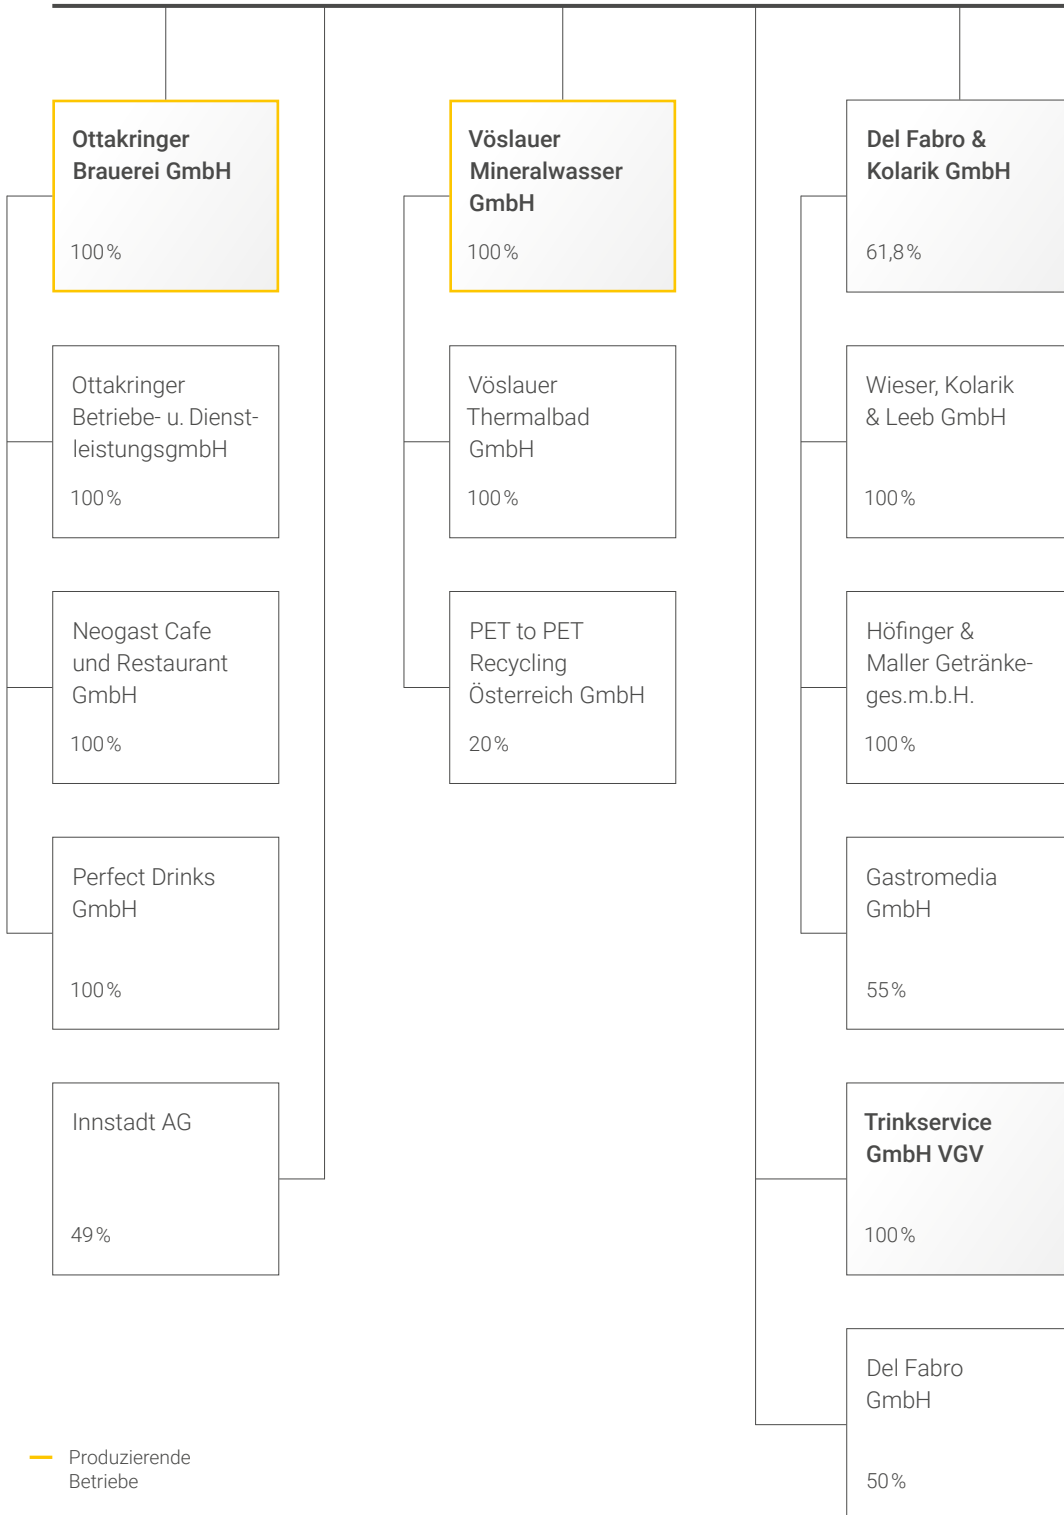 Ottakringer
Brauerei GmbH
100 %
Ottakringer
Betriebe- u. Dienst-
leistungsgmbH
100 %
Neogast Cafe
und Restaurant
GmbH
100 %
Perfect Drinks
GmbH
100 %
Innstadt AG
49 %
Vöslauer
Mineralwasser
GmbH
100 %
Vöslauer
Thermalbad
GmbH
100 %
PET to PET
Recycling
Österreich GmbH
20 %
Del Fabro &
Kolarik GmbH
61,8 %
Wieser, Kolarik
& Leeb GmbH
100 %
Höfinger &
Maller Getränke-
ges.m.b.H.
100 %
Gastromedia
GmbH
55 %
Trinkservice
GmbH VGV
100 %
Del Fabro
GmbH
50 %
Produzierende
Betriebe